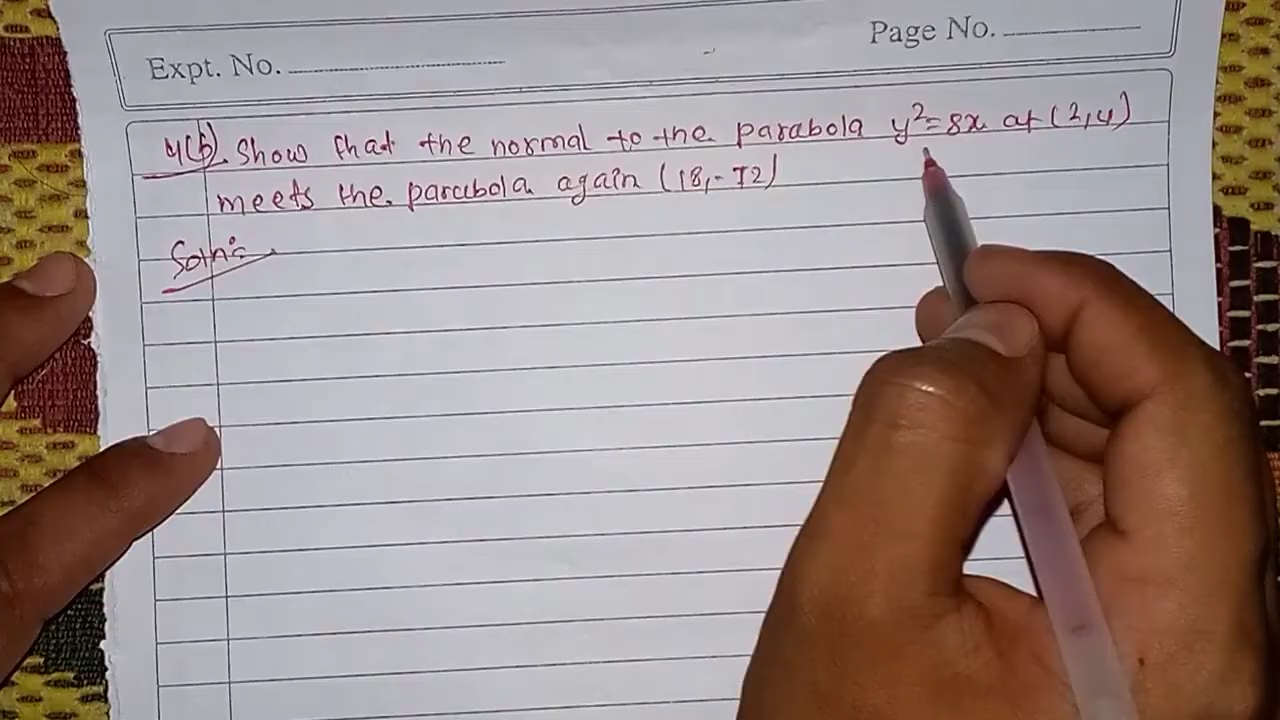 Expt. No.
Page No.
4(b). Show that the normal to the parabola y²=8x at (2,4)
meets the parabola again (18,-72)
Soln:-